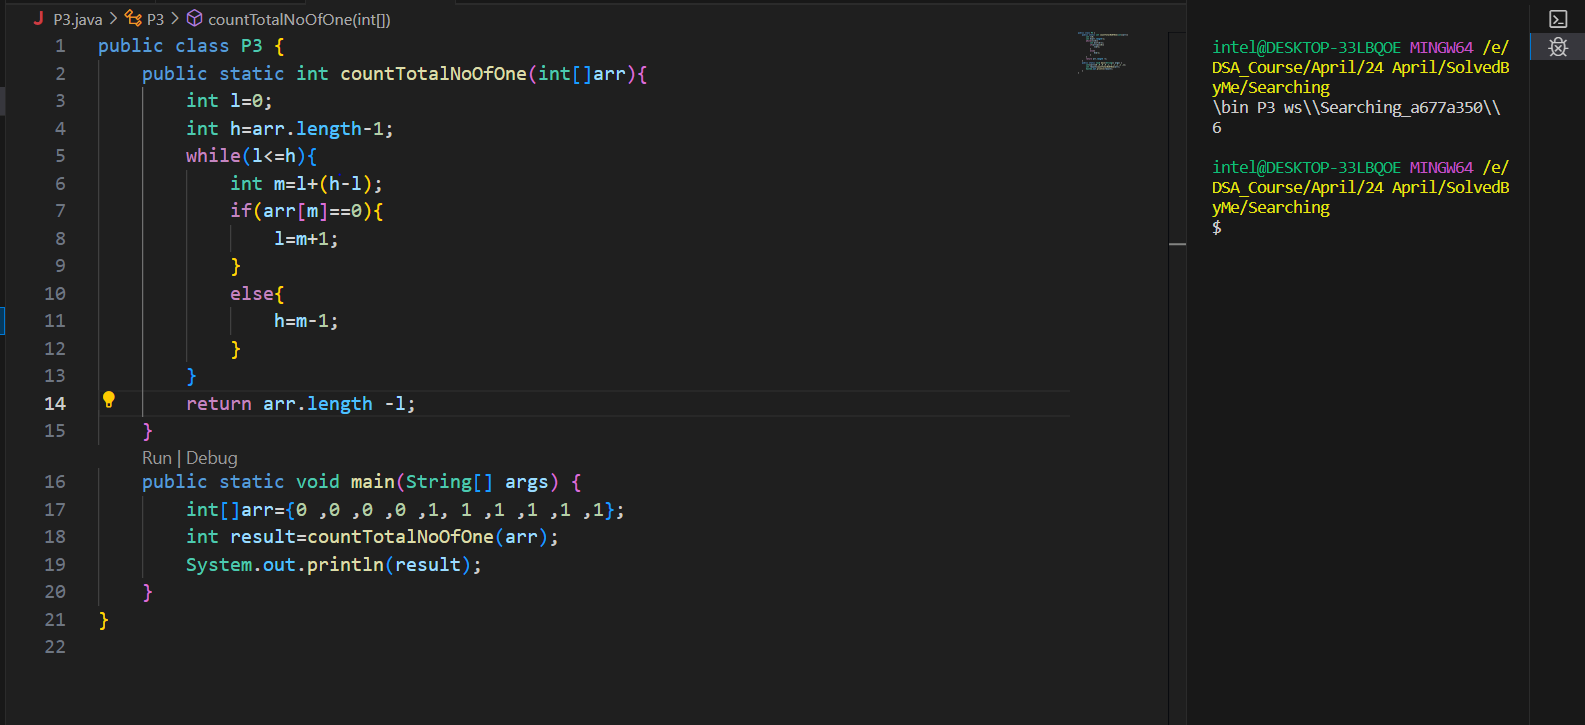 P3.java > P3 > countTotalNoOfOne(int[])
1 public class P3 {
2 public static int countTotalNoOfOne(int[]arr){
3 int l=0;
4 int h=arr.length-1;
5 while(l<=h){
6 int m=l+(h-l);
7 if(arr[m]==0){
8 l=m+1;
9 }
10 else{
11 h=m-1;
12 }
13 }
14 return arr.length -l;
15 }
Run | Debug
16 public static void main(String[] args) {
17 int[]arr={0 ,0 ,0 ,0 ,1, 1 ,1 ,1 ,1 ,1};
18 int result=countTotalNoOfOne(arr);
19 System.out.println(result);
20 }
21 }
22
intel@DESKTOP-33LBQOE MINGW64 /e/
DSA_Course/April/24 April/SolvedB
yMe/Searching
\bin P3 ws\\Searching_a677a350\\
6
intel@DESKTOP-33LBQOE MINGW64 /e/
DSA_Course/April/24 April/SolvedB
yMe/Searching
$